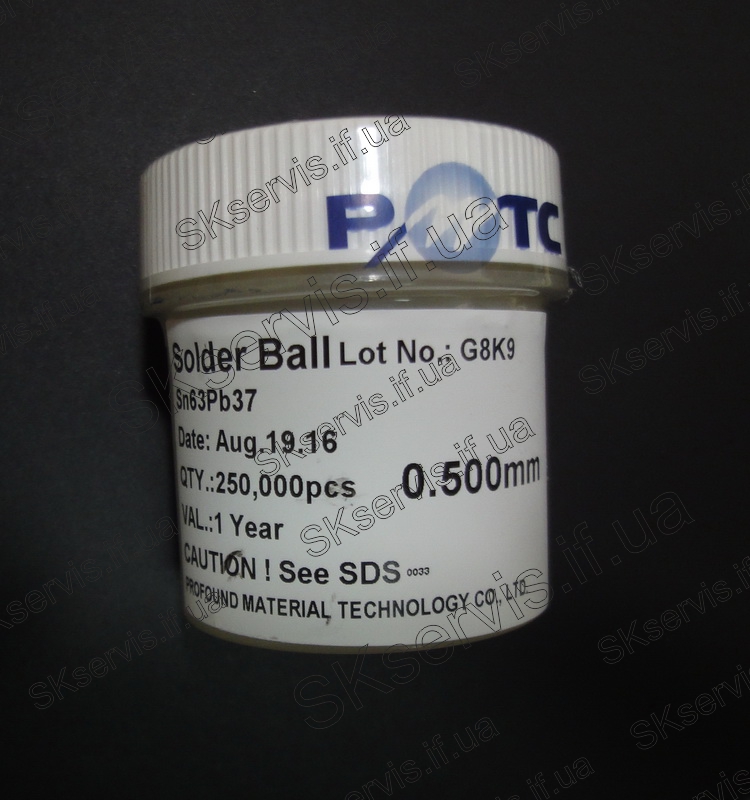 SKservis.if.ua
PMTC
Solder Ball Lot No.: G8K9
Sn63Pb37
Date: Aug.19.16
QTY.:250,000pcs 0.500mm
VAL.:1 Year
CAUTION ! See SDS 0033
PROFOUND MATERIAL TECHNOLOGY CO., LTD